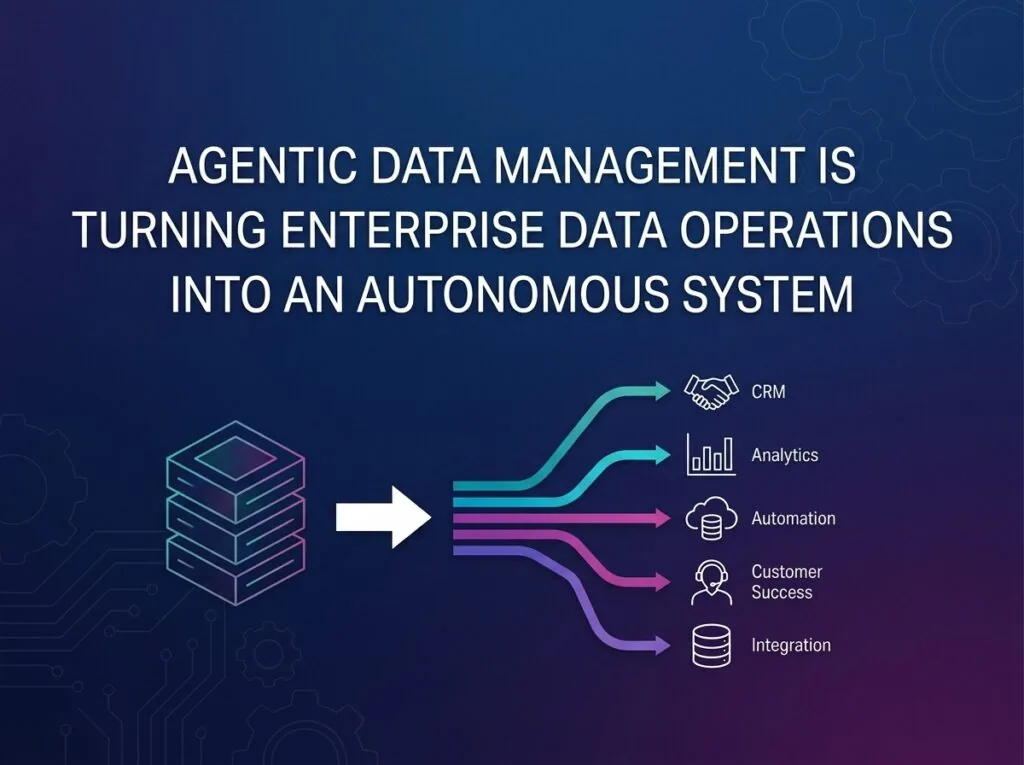 AGENTIC DATA MANAGEMENT IS
TURNING ENTERPRISE DATA OPERATIONS
INTO AN AUTONOMOUS SYSTEM
CRM
Analytics
Automation
Customer
Success
Integration